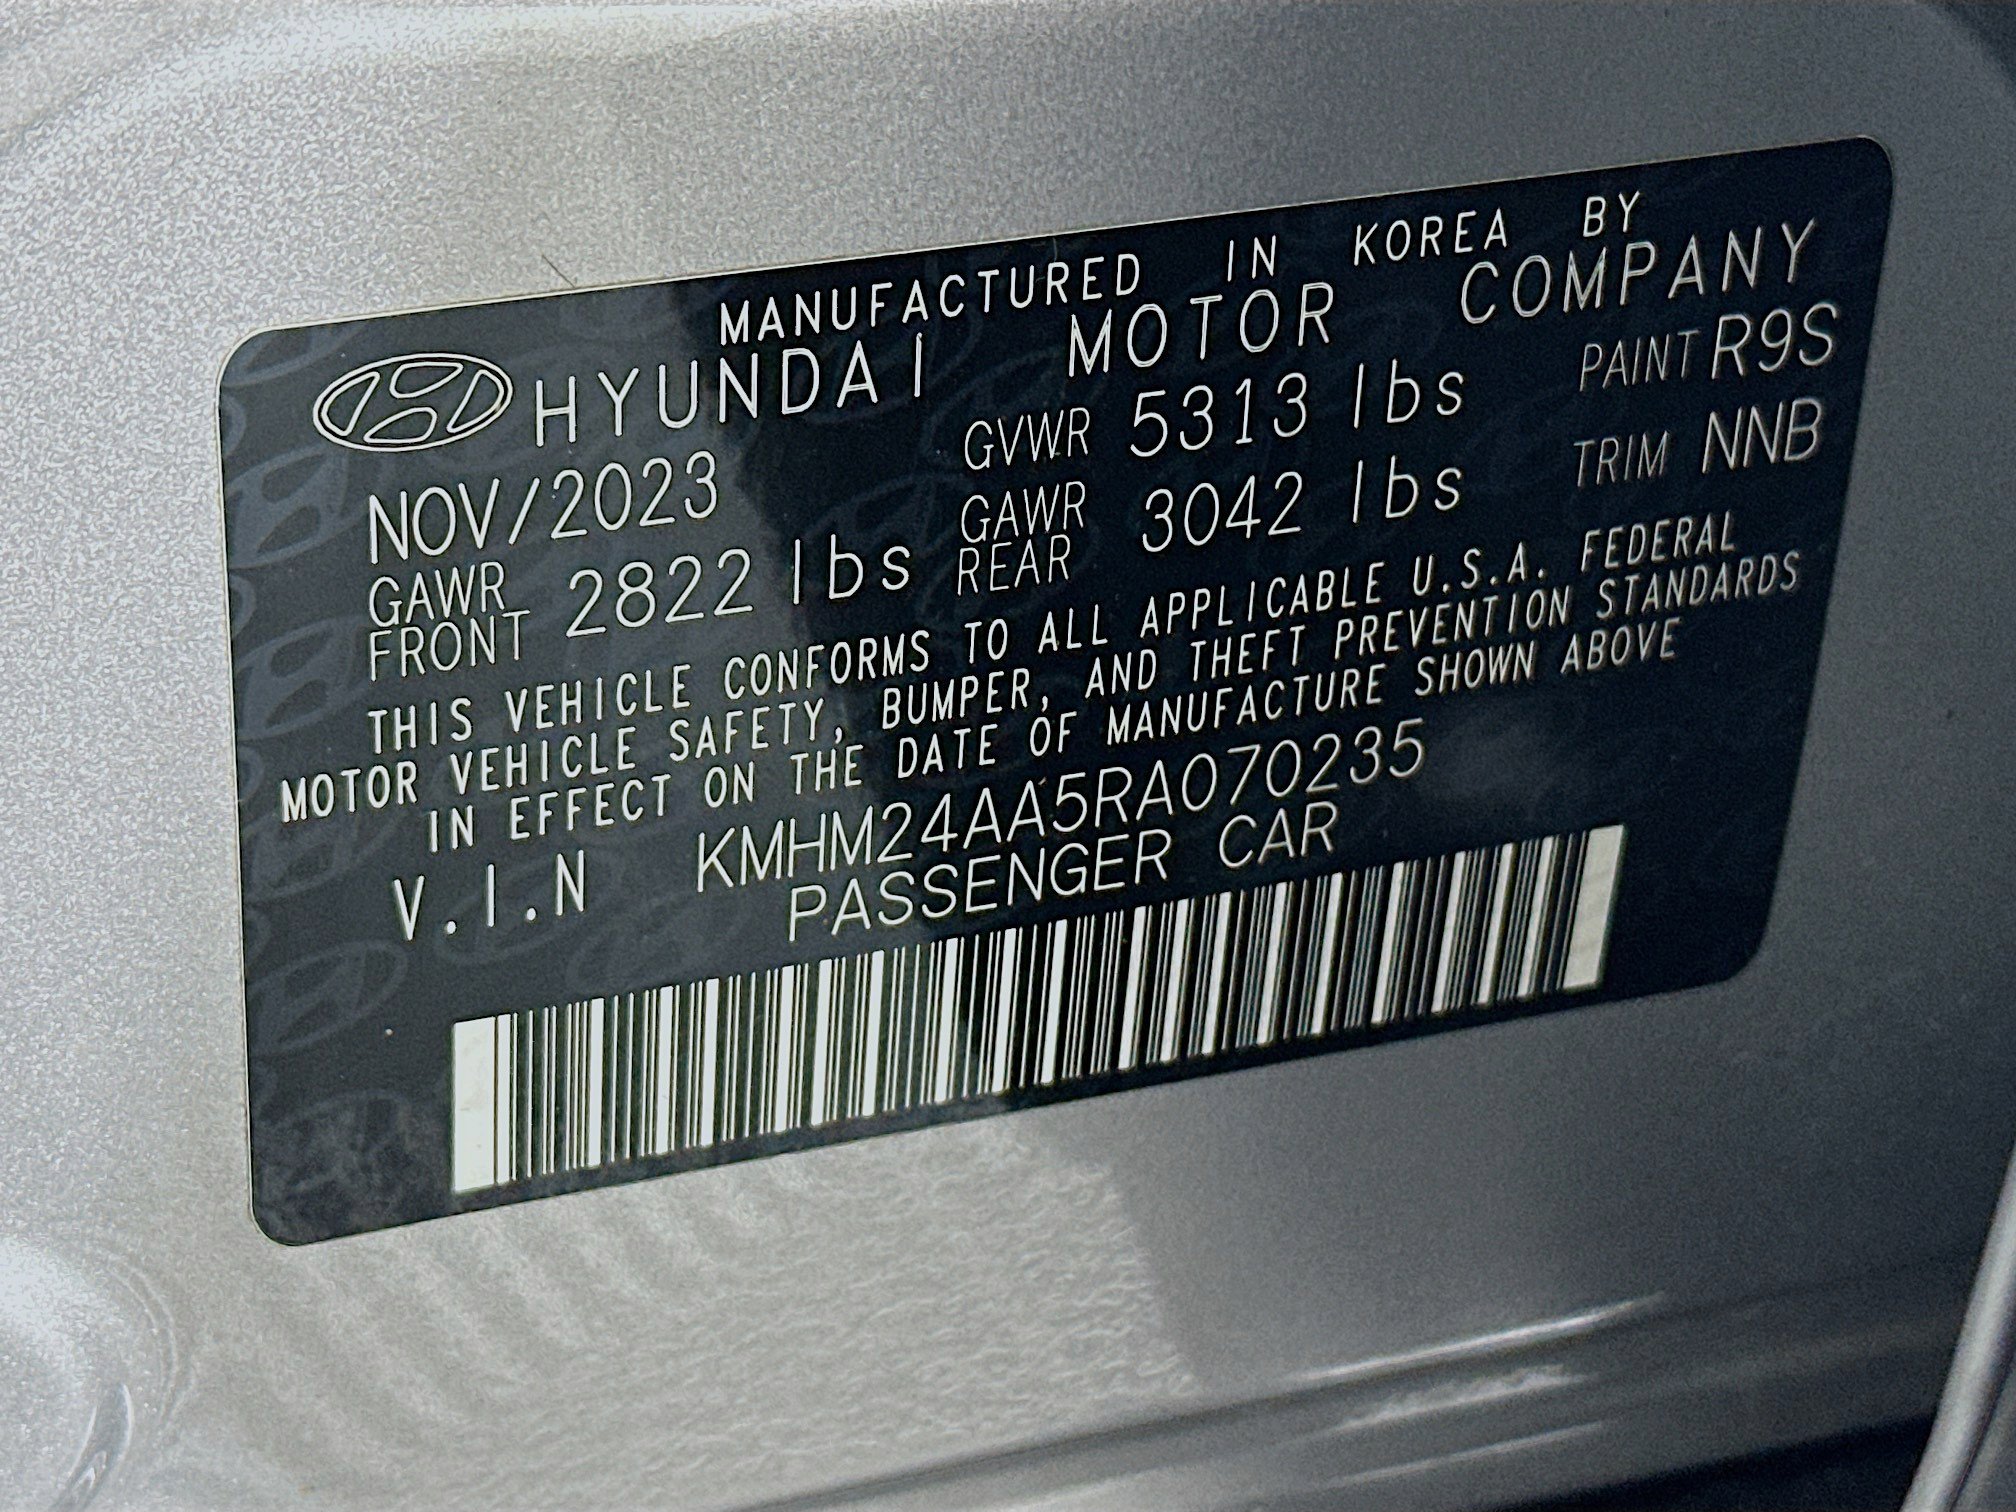 MANUFACTURED IN KOREA BY
HYUNDAI MOTOR COMPANY
NOV/2023 GVWR 5313 lbs PAINT R9S
GAWR FRONT 2822 lbs GAWR REAR 3042 lbs TRIM NNB
THIS VEHICLE CONFORMS TO ALL APPLICABLE U.S.A. FEDERAL
MOTOR VEHICLE SAFETY, BUMPER, AND THEFT PREVENTION STANDARDS
IN EFFECT ON THE DATE OF MANUFACTURE SHOWN ABOVE
V.I.N KMHM24AA5RA070235
PASSENGER CAR